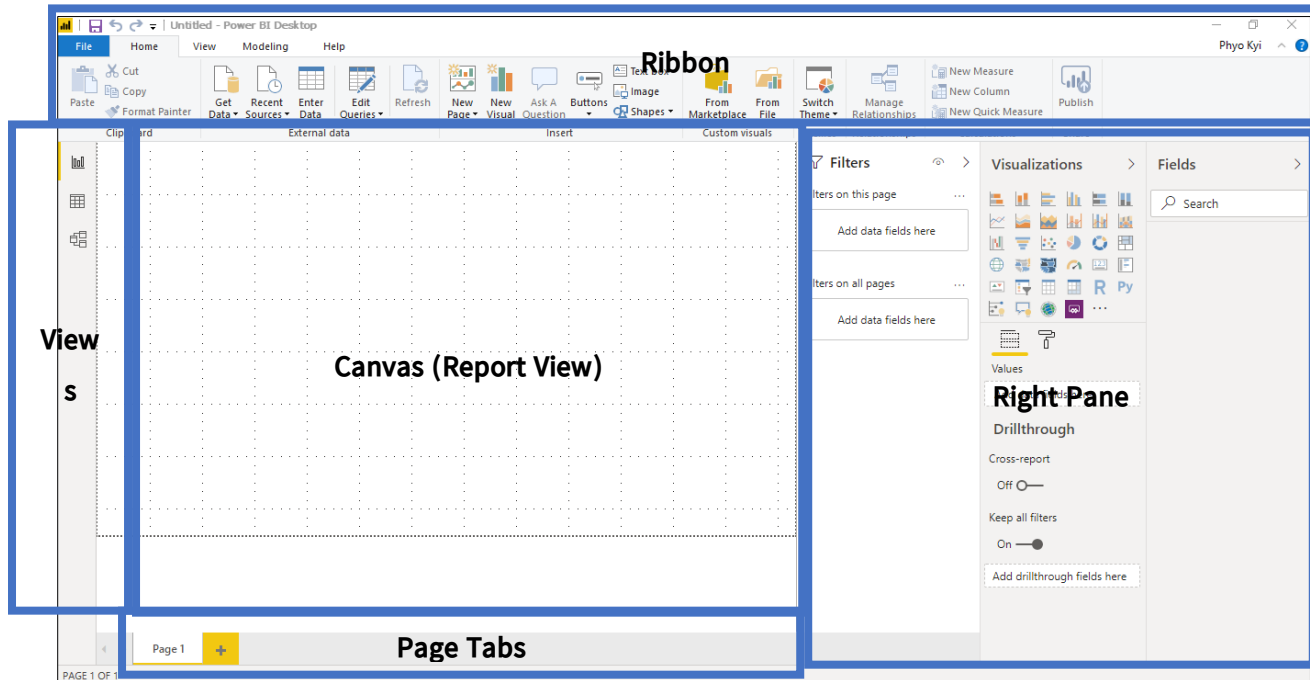 Untitled - Power BI Desktop
File Home View Modeling Help Phyo Kyi
Ribbon
Cut
Copy
Format Painter
Paste
Get Data
Recent Sources
Enter Data
Edit Queries
Refresh
New Page
New Visual
Ask A Question
Buttons
Text Box
Image
Shapes
From Marketplace
From File
Switch Theme
Manage Relationships
New Measure
New Column
New Quick Measure
Publish
External data
Insert
Custom visuals
Views
Canvas (Report View)
Filters
on this page
Add data fields here
on all pages
Add data fields here
Visualizations
R Py
123
Values
Right Pane
Drillthrough
Cross-report
Off
Keep all filters
On
Add drillthrough fields here
Fields
Search
Page 1 +
Page Tabs
PAGE 1 OF 1